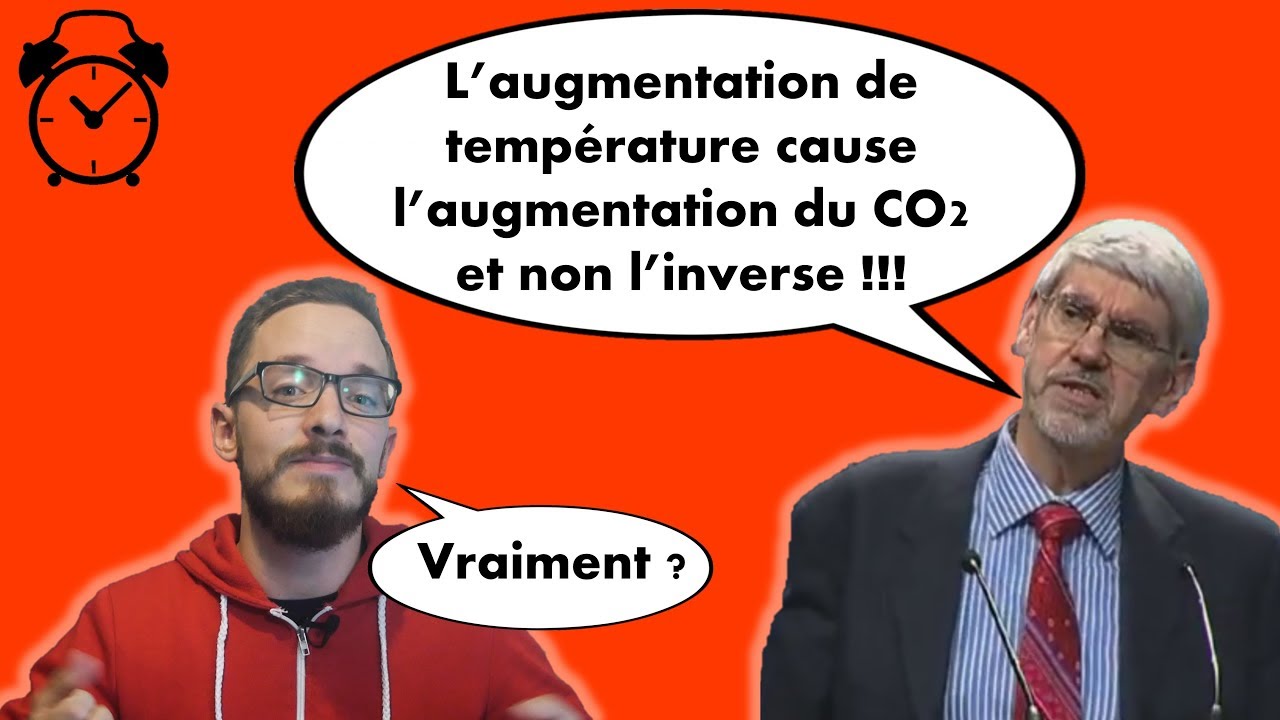 L’augmentation de
température cause
l’augmentation du CO2
et non l’inverse !!!
Vraiment ?